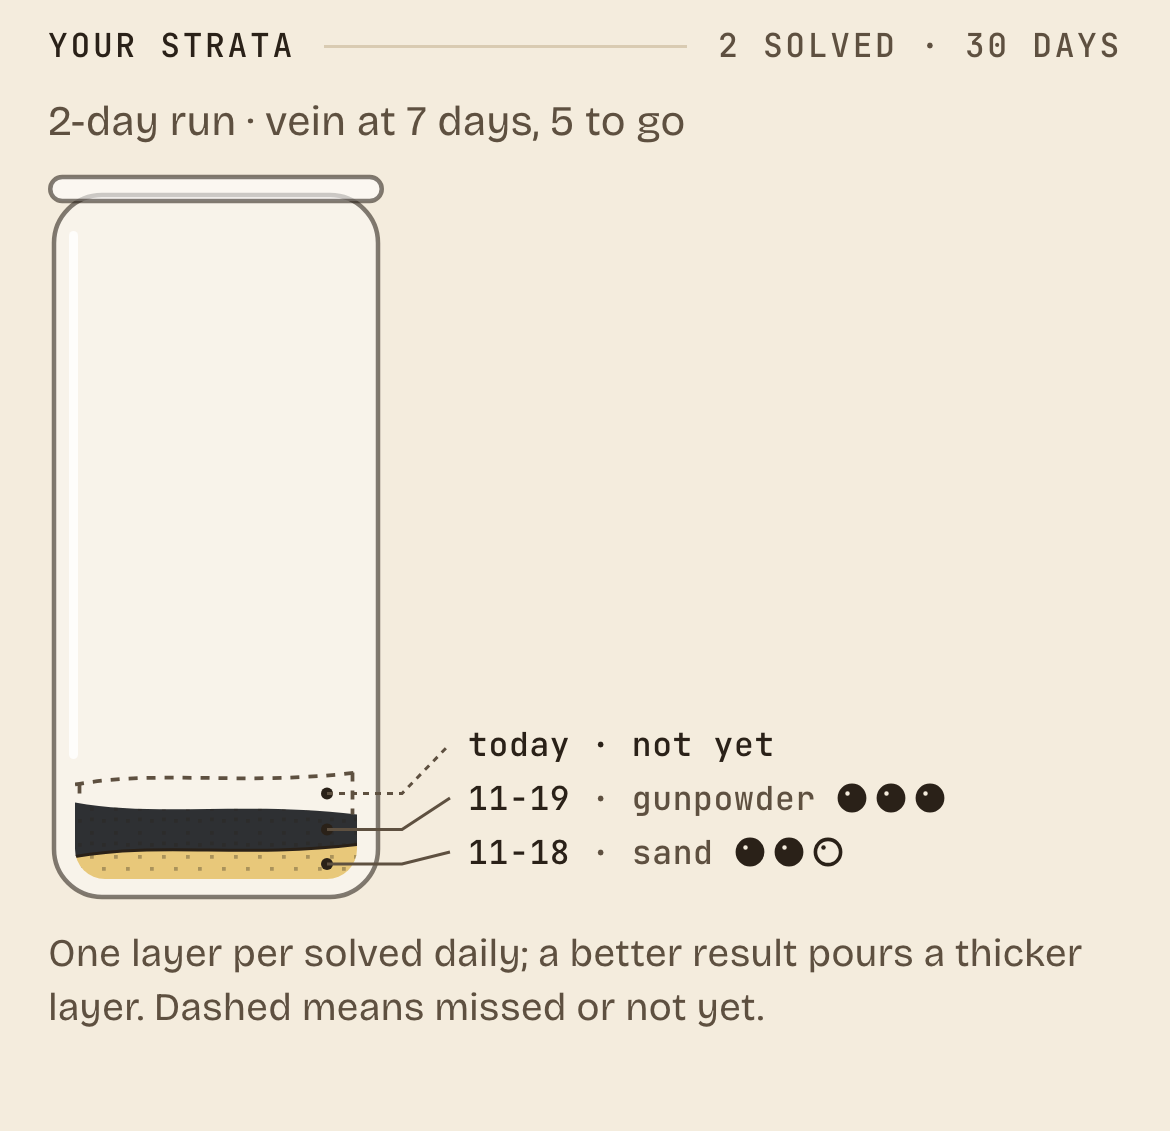 YOUR STRATA 2 SOLVED · 30 DAYS
2-day run · vein at 7 days, 5 to go
today · not yet
11-19 · gunpowder
11-18 · sand
One layer per solved daily; a better result pours a thicker
layer. Dashed means missed or not yet.